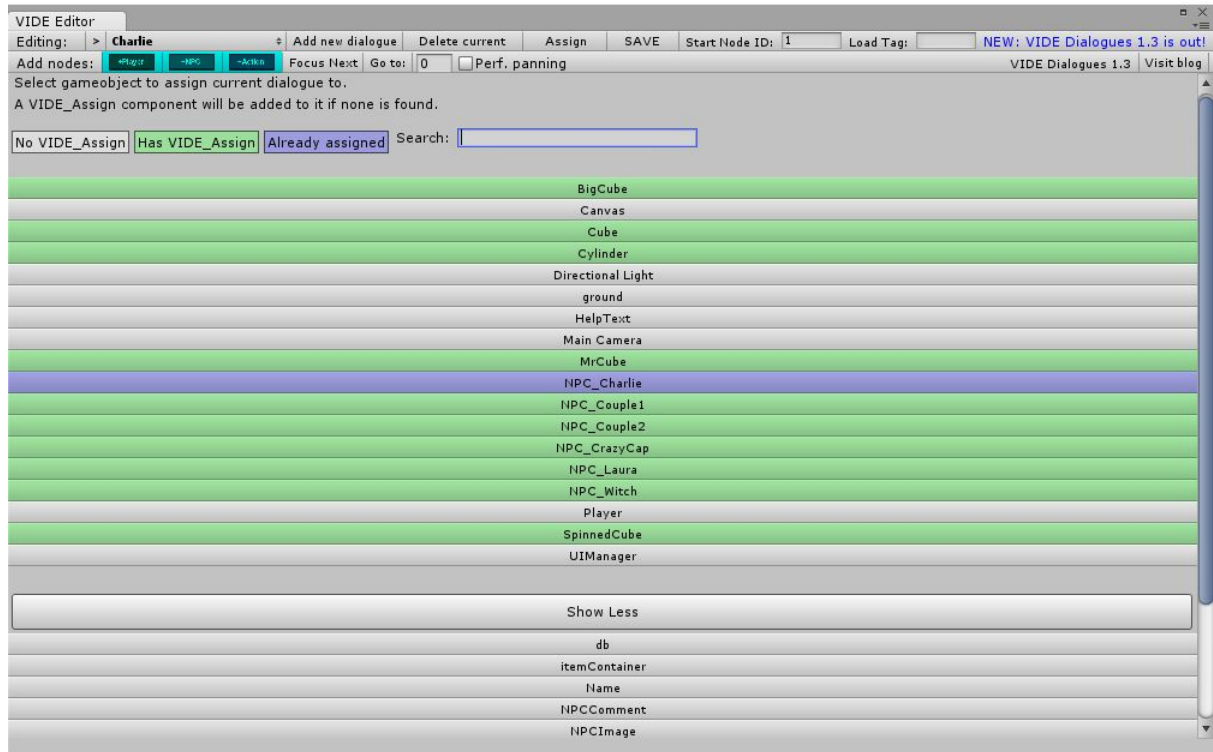 VIDE Editor
Editing: > Charlie Add new dialogue Delete current Assign SAVE Start Node ID: 1 Load Tag: NEW: VIDE Dialogues 1.3 is out!
Add nodes: +Player +NPC +Action Focus Next Go to: 0 Perf. panning VIDE Dialogues 1.3 Visit blog
Select gameobject to assign current dialogue to.
A VIDE_Assign component will be added to it if none is found.
No VIDE_Assign Has VIDE_Assign Already assigned Search:
BigCube
Canvas
Cube
Cylinder
Directional Light
ground
HelpText
Main Camera
MrCube
NPC_Charlie
NPC_Couple1
NPC_Couple2
NPC_CrazyCap
NPC_Laura
NPC_Witch
Player
SpinnedCube
UIManager
Show Less
db
itemContainer
Name
NPCComment
NPCImage